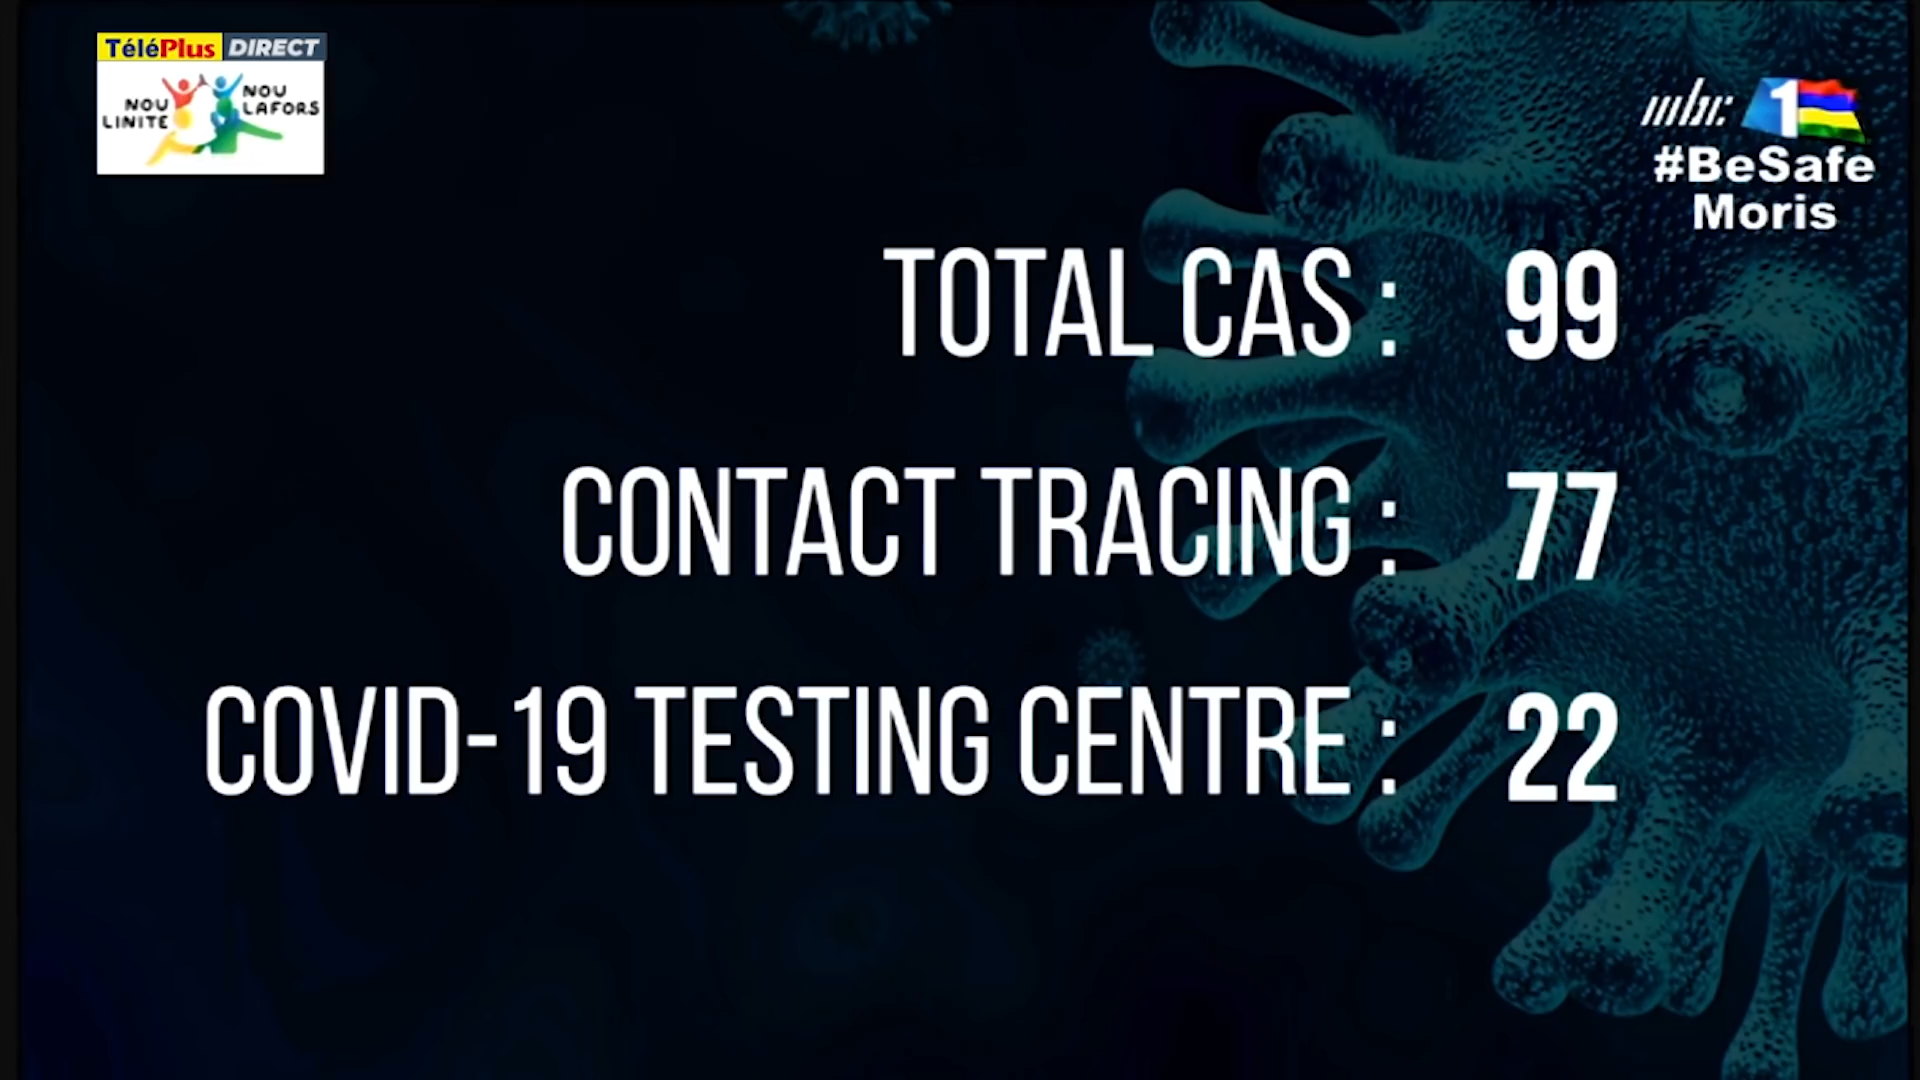 TéléPlus DIRECT
NOU LINITE
NOU LAFORS
mbc 1
#BeSafe
Moris
TOTAL CAS : 99
CONTACT TRACING : 77
COVID-19 TESTING CENTRE : 22